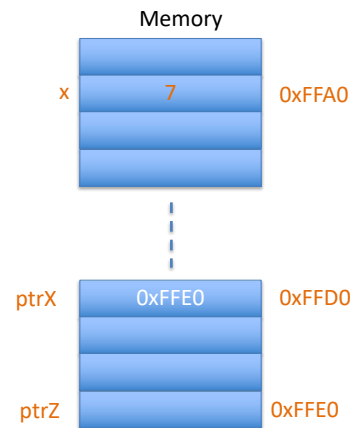 Memory
x 7 0xFFA0
ptrX 0xFFE0 0xFFD0
ptrZ 0xFFE0